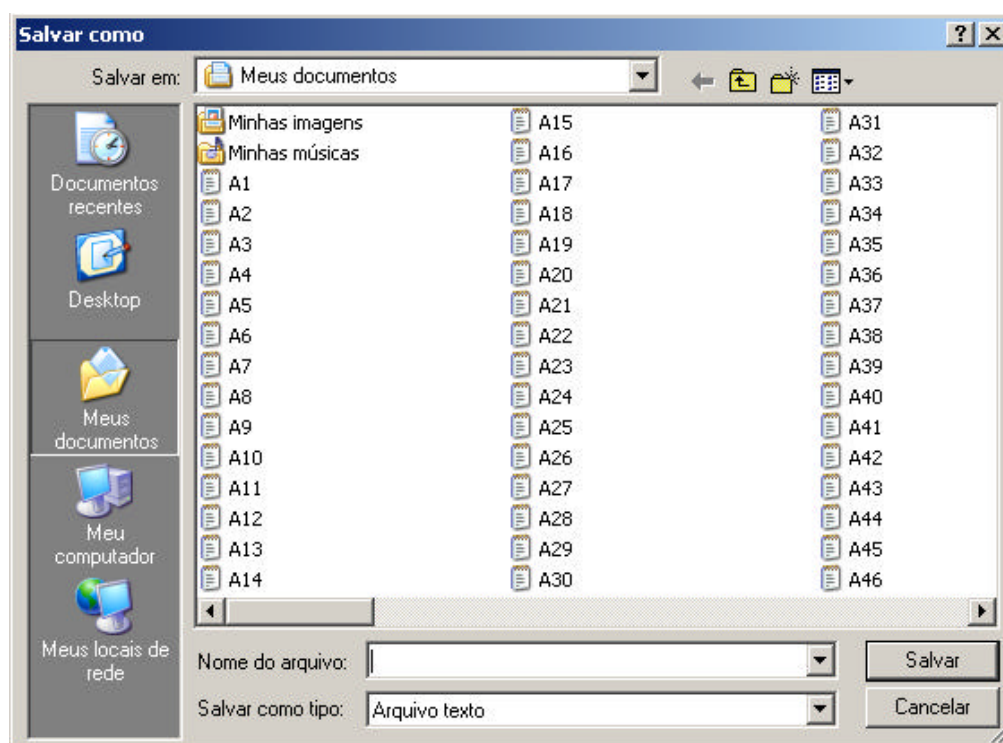 Salvar como
Salvar em: Meus documentos
Documentos
recentes
Desktop
Meus
documentos
Meu
computador
Meus locais de
rede
Minhas imagens A15 A31
Minhas músicas A16 A32
A1 A17 A33
A2 A18 A34
A3 A19 A35
A4 A20 A36
A5 A21 A37
A6 A22 A38
A7 A23 A39
A8 A24 A40
A9 A25 A41
A10 A26 A42
A11 A27 A43
A12 A28 A44
A13 A29 A45
A14 A30 A46
Nome do arquivo: Salvar
Salvar como tipo: Arquivo texto Cancelar